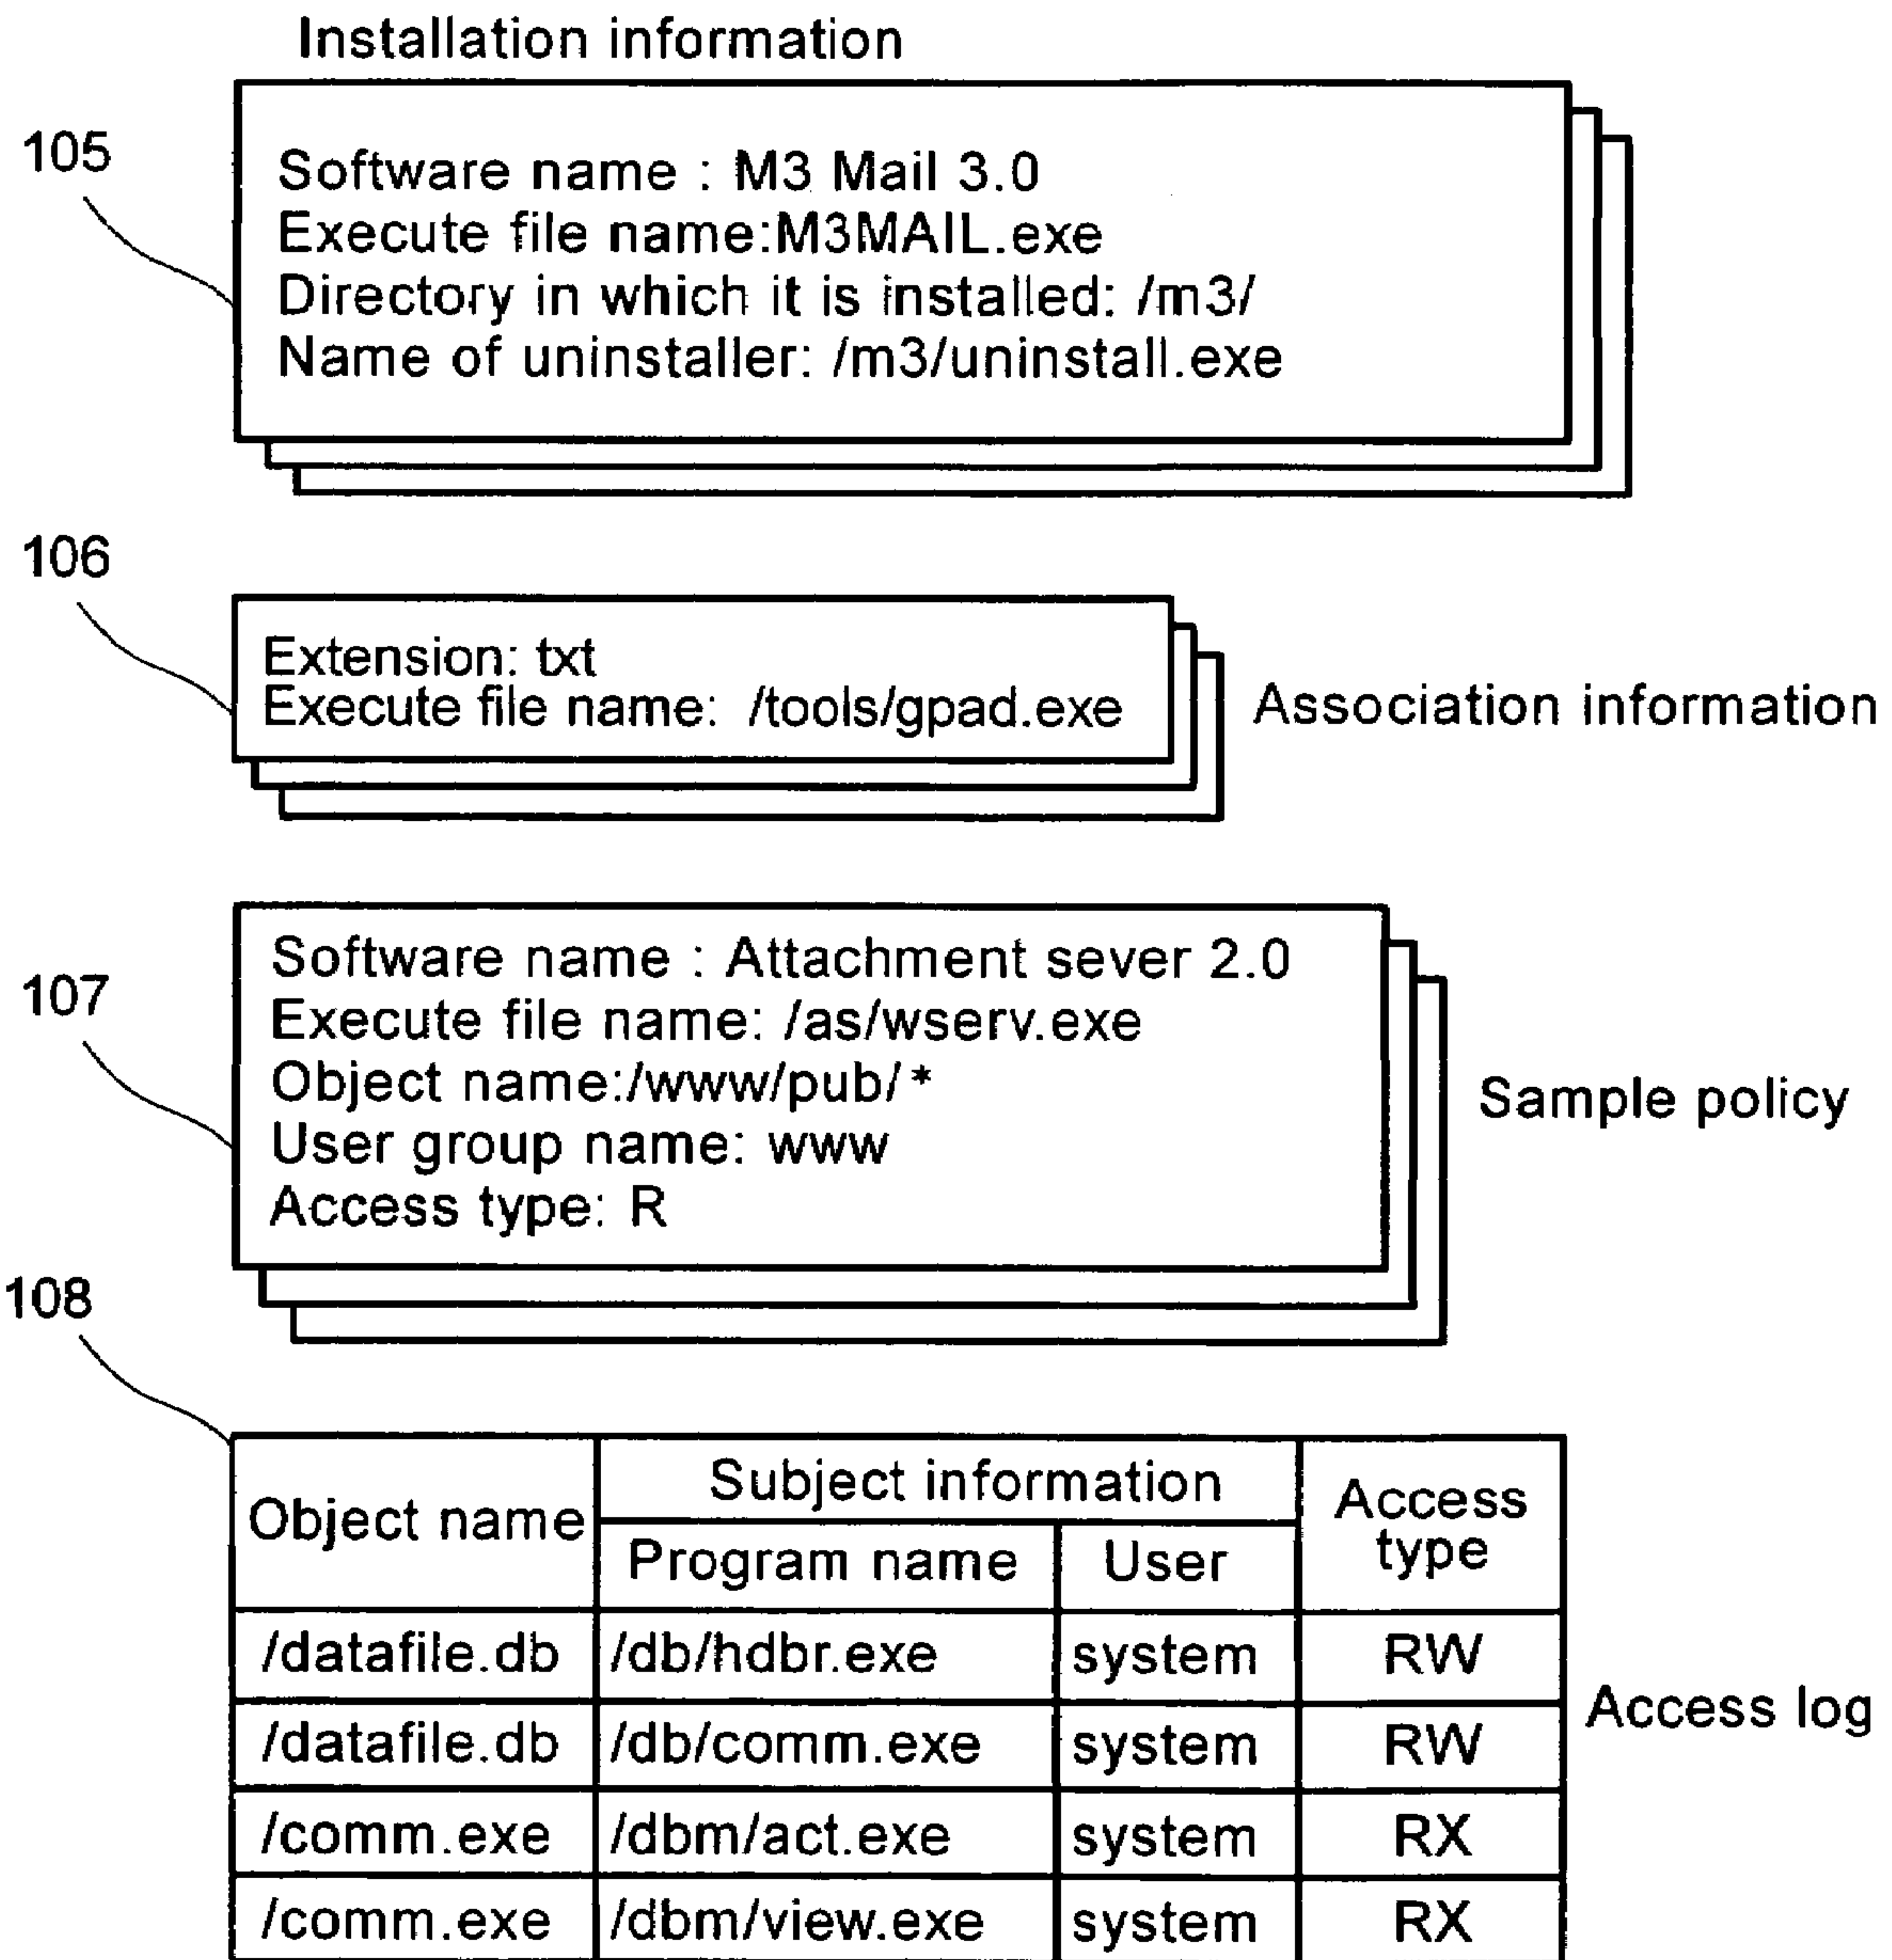 Installation information
105
Software name : M3 Mail 3.0
Execute file name:M3MAIL.exe
Directory in which it is installed: /m3/
Name of uninstaller: /m3/uninstall.exe
106
Extension: txt
Execute file name: /tools/gpad.exe
Association information
107
Software name : Attachment sever 2.0
Execute file name: /as/wserv.exe
Object name:/www/pub/*
User group name: www
Access type: R
Sample policy
108
Object name
Subject information
Access
type
Program name
User
/datafile.db /db/hdbr.exe system RW
/datafile.db /db/comm.exe system RW
/comm.exe /dbm/act.exe system RX
/comm.exe /dbm/view.exe system RX
Access log